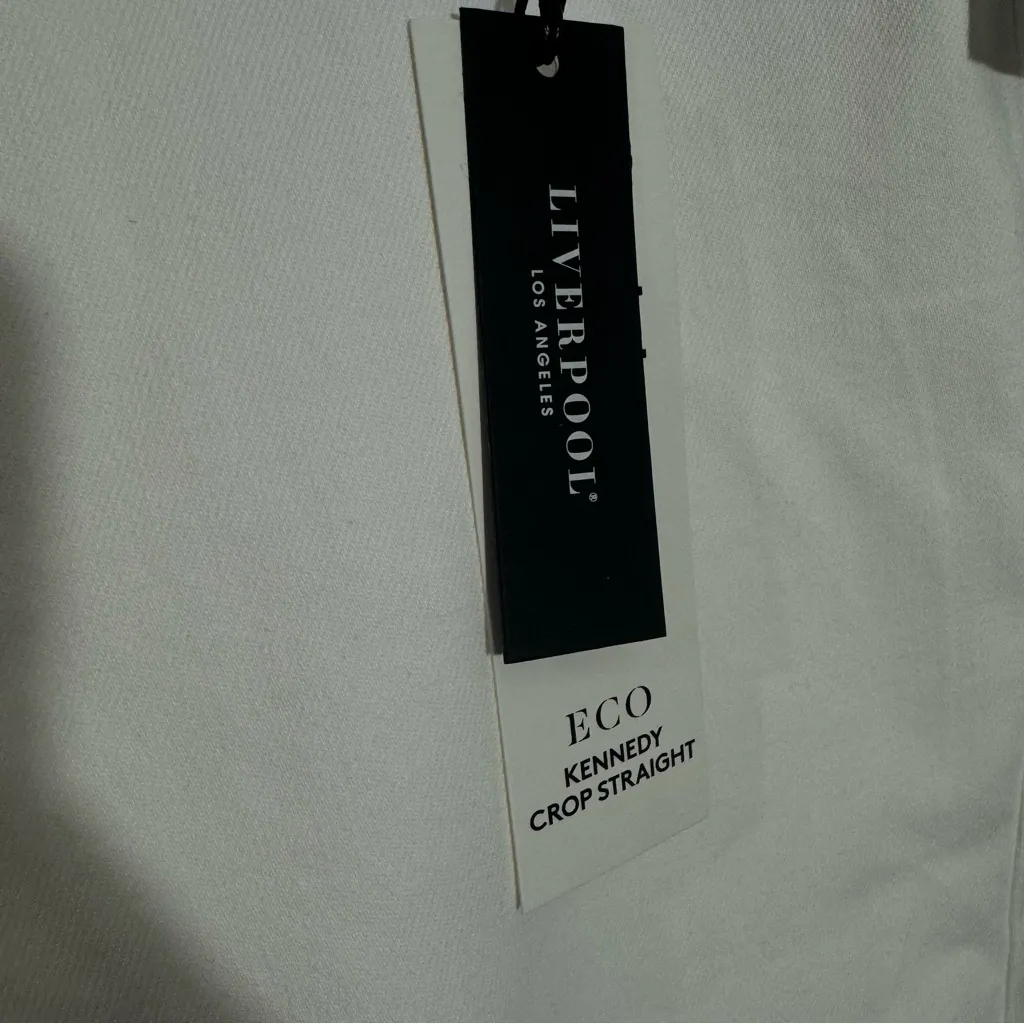 LIVERPOOL®
LOS ANGELES
ECO
KENNEDY
CROP STRAIGHT